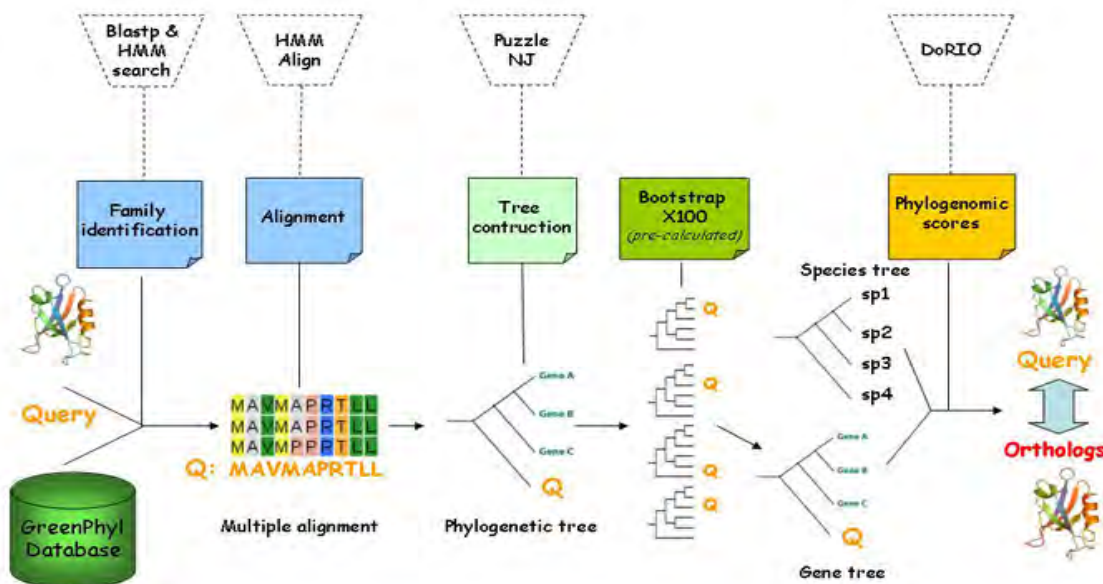 Blastp &
HMM
search
HMM
Align
Puzzle
NJ
DoRIO
Family
identification
Alignment
Tree
contruction
Bootstrap
X100
(pre-calculated)
Phylogenomic
scores
Query
GreenPhyl
Database
MAVMAPRTLL
MAVMAPRTLL
MAVMPPRTLL
Q: MAVMAPRTLL
Multiple alignment
Gene A
Gene B
Gene C
Q
Phylogenetic tree
Q
Q
Q
Q
Species tree
sp1
sp2
sp3
sp4
Gene A
Gene B
Gene C
Q
Gene tree
Query
Orthologs